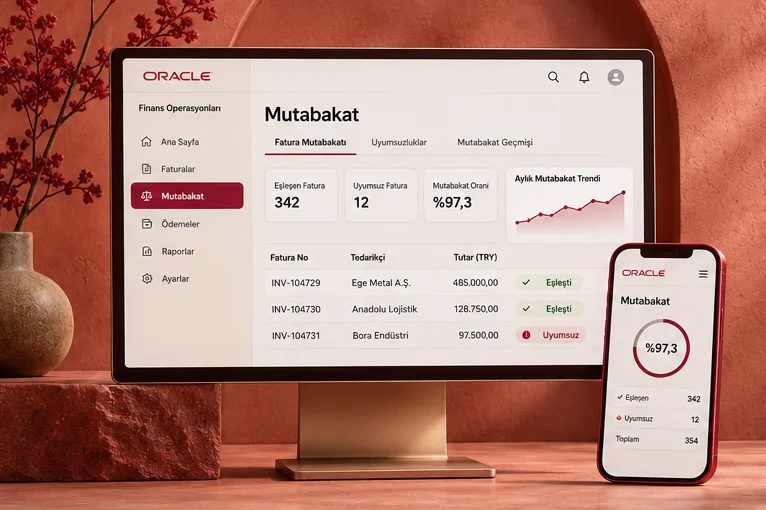 ORACLE
Finans Operasyonları
Ana Sayfa
Faturalar
Mutabakat
Ödemeler
Raporlar
Ayarlar
Mutabakat
Fatura Mutabakatı Uyumsuzluklar Mutabakat Geçmişi
Eşleşen Fatura
342
Uyumsuz Fatura
12
Mutabakat Oranı
%97,3
Aylık Mutabakat Trendi
Fatura No Tedarikçi Tutar (TRY)
INV-104729 Ege Metal A.Ş. 485.000,00 Eşleşti
INV-104730 Anadolu Lojistik 128.750,00 Eşleşti
INV-104731 Bora Endüstri 97.500,00 Uyumsuz
ORACLE
Mutabakat
%97,3
Eşleşen 342
Uyumsuz 12
Toplam 354